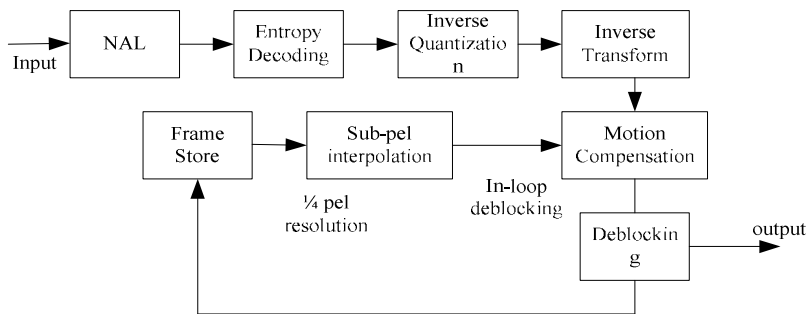 Input
NAL
Entropy
Decoding
Inverse
Quantizatio
n
Inverse
Transform
Frame
Store
Sub-pel
interpolation
Motion
Compensation
¼ pel
resolution
In-loop
deblocking
Deblockin
g
output